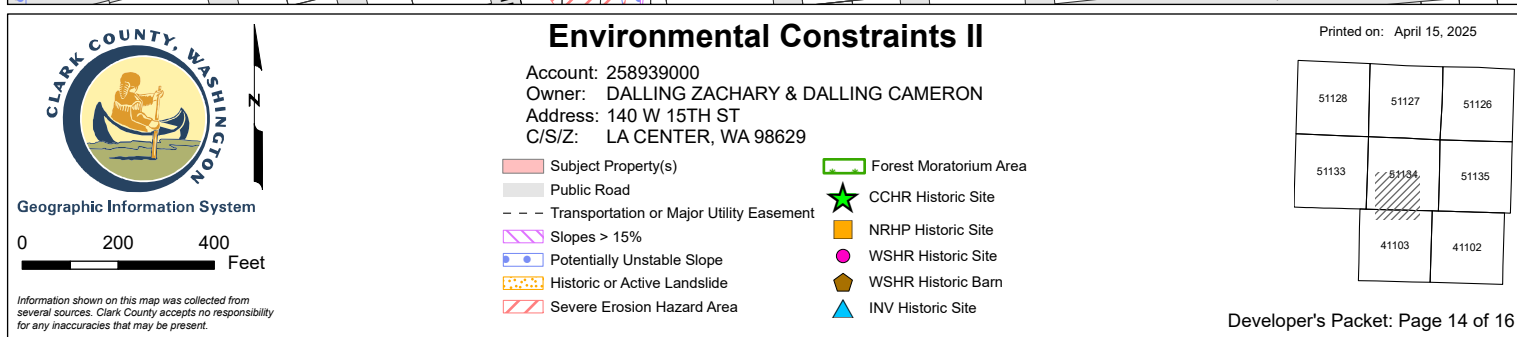 CLARK COUNTY, WASHINGTON
Geographic Information System
N
0 200 400
Feet
Information shown on this map was collected from
several sources. Clark County accepts no responsibility
for any inaccuracies that may be present.
Environmental Constraints II
Account: 258939000
Owner: DALLING ZACHARY & DALLING CAMERON
Address: 140 W 15TH ST
C/S/Z: LA CENTER, WA 98629
Subject Property(s)
Public Road
Transportation or Major Utility Easement
Slopes > 15%
Potentially Unstable Slope
Historic or Active Landslide
Severe Erosion Hazard Area
Forest Moratorium Area
CCHR Historic Site
NRHP Historic Site
WSHR Historic Site
WSHR Historic Barn
INV Historic Site
Printed on: April 15, 2025
51128 51127 51126
51133 51134 51135
41103 41102
Developer's Packet: Page 14 of 16